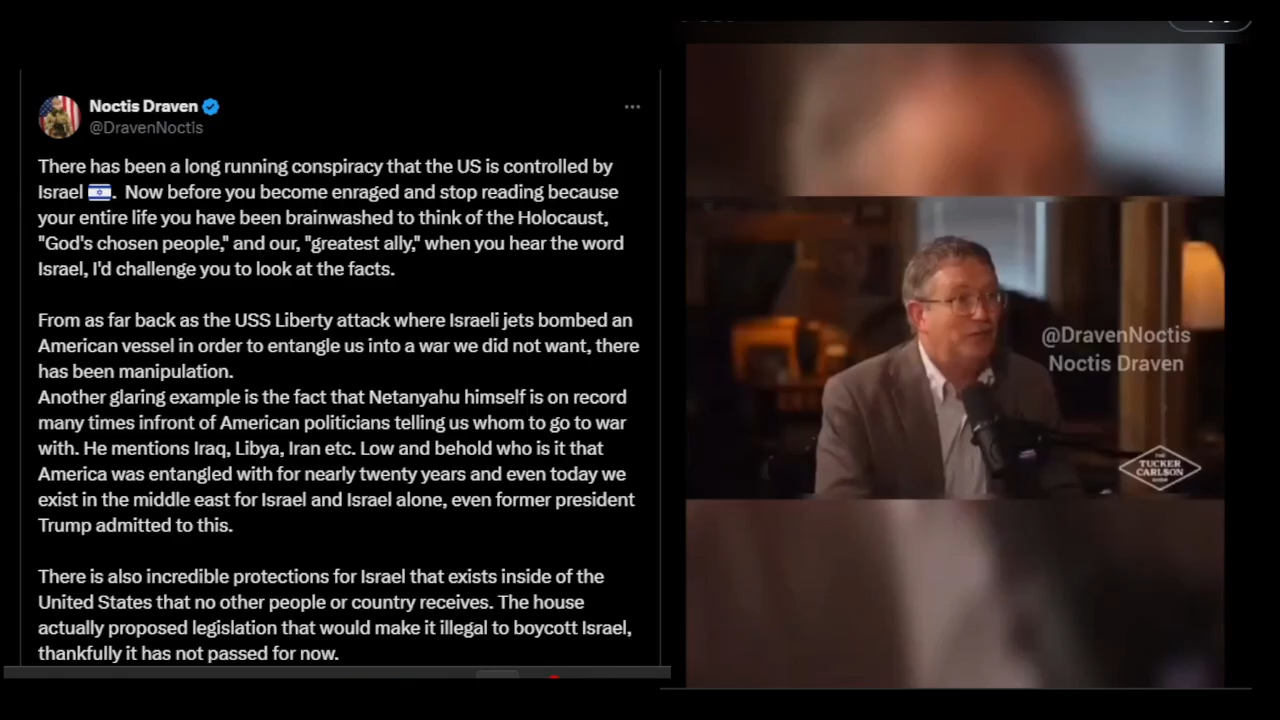 Noctis Draven
@DravenNoctis
There has been a long running conspiracy that the US is controlled by
Israel 🇮🇱. Now before you become enraged and stop reading because
your entire life you have been brainwashed to think of the Holocaust,
"God's chosen people," and our, "greatest ally," when you hear the word
Israel, I'd challenge you to look at the facts.
From as far back as the USS Liberty attack where Israeli jets bombed an
American vessel in order to entangle us into a war we did not want, there
has been manipulation.
Another glaring example is the fact that Netanyahu himself is on record
many times infront of American politicians telling us whom to go to war
with. He mentions Iraq, Libya, Iran etc. Low and behold who is it that
America was entangled with for nearly twenty years and even today we
exist in the middle east for Israel and Israel alone, even former president
Trump admitted to this.
There is also incredible protections for Israel that exists inside of the
United States that no other people or country receives. The house
actually proposed legislation that would make it illegal to boycott Israel,
thankfully it has not passed for now.
@DravenNoctis
Noctis Draven
THE
TUCKER
CARLSON
SHOW